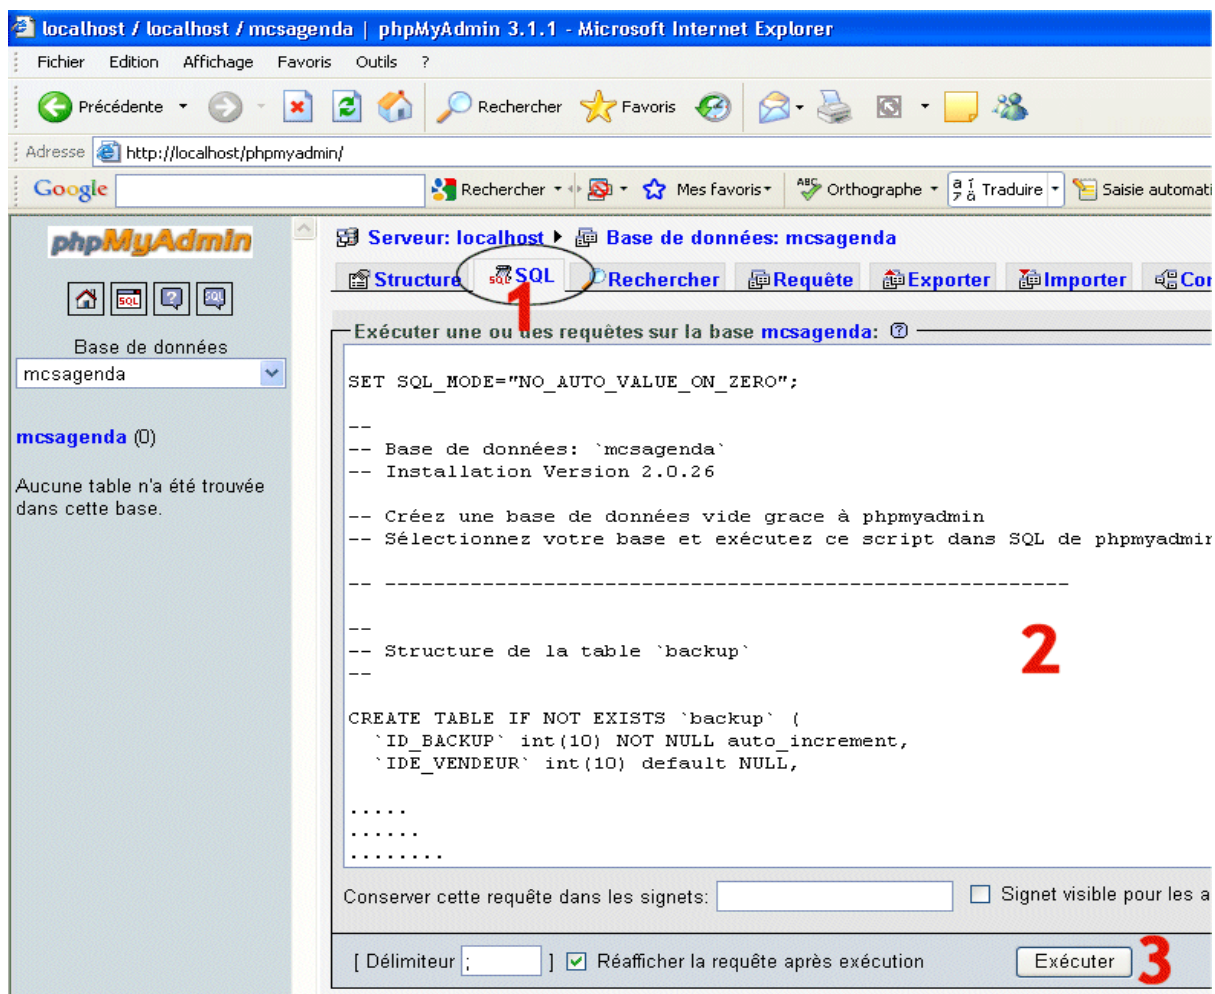 localhost / localhost / mcsagenda | phpMyAdmin 3.1.1 - Microsoft Internet Explorer
Fichier Edition Affichage Favoris Outils ?
Précédente Rechercher Favoris
Adresse http://localhost/phpmyadmin/
Google Rechercher Mes favoris ABC Orthographe Traduire Saisie automati
phpMyAdmin
SQL SQL
Base de données
mcsagenda
mcsagenda (0)
Aucune table n'a été trouvée
dans cette base.
Serveur: localhost Base de données: mcsagenda
Structure SQL Rechercher Requête Exporter Importer Con
1
Exécuter une ou des requêtes sur la base mcsagenda: ?
SET SQL_MODE="NO_AUTO_VALUE_ON_ZERO";
--
-- Base de données: `mcsagenda`
-- Installation Version 2.0.26
-- Créez une base de données vide grace à phpmyadmin
-- Sélectionnez votre base et exécutez ce script dans SQL de phpmyadmin
-- ---------------------------------------------------------
--
-- Structure de la table `backup`
--
2
CREATE TABLE IF NOT EXISTS `backup` (
`ID_BACKUP` int(10) NOT NULL auto_increment,
`IDE_VENDEUR` int(10) default NULL,
.....
......
........
Conserver cette requête dans les signets: Signet visible pour les a
[ Délimiteur ; ] Réafficher la requête après exécution Exécuter 3